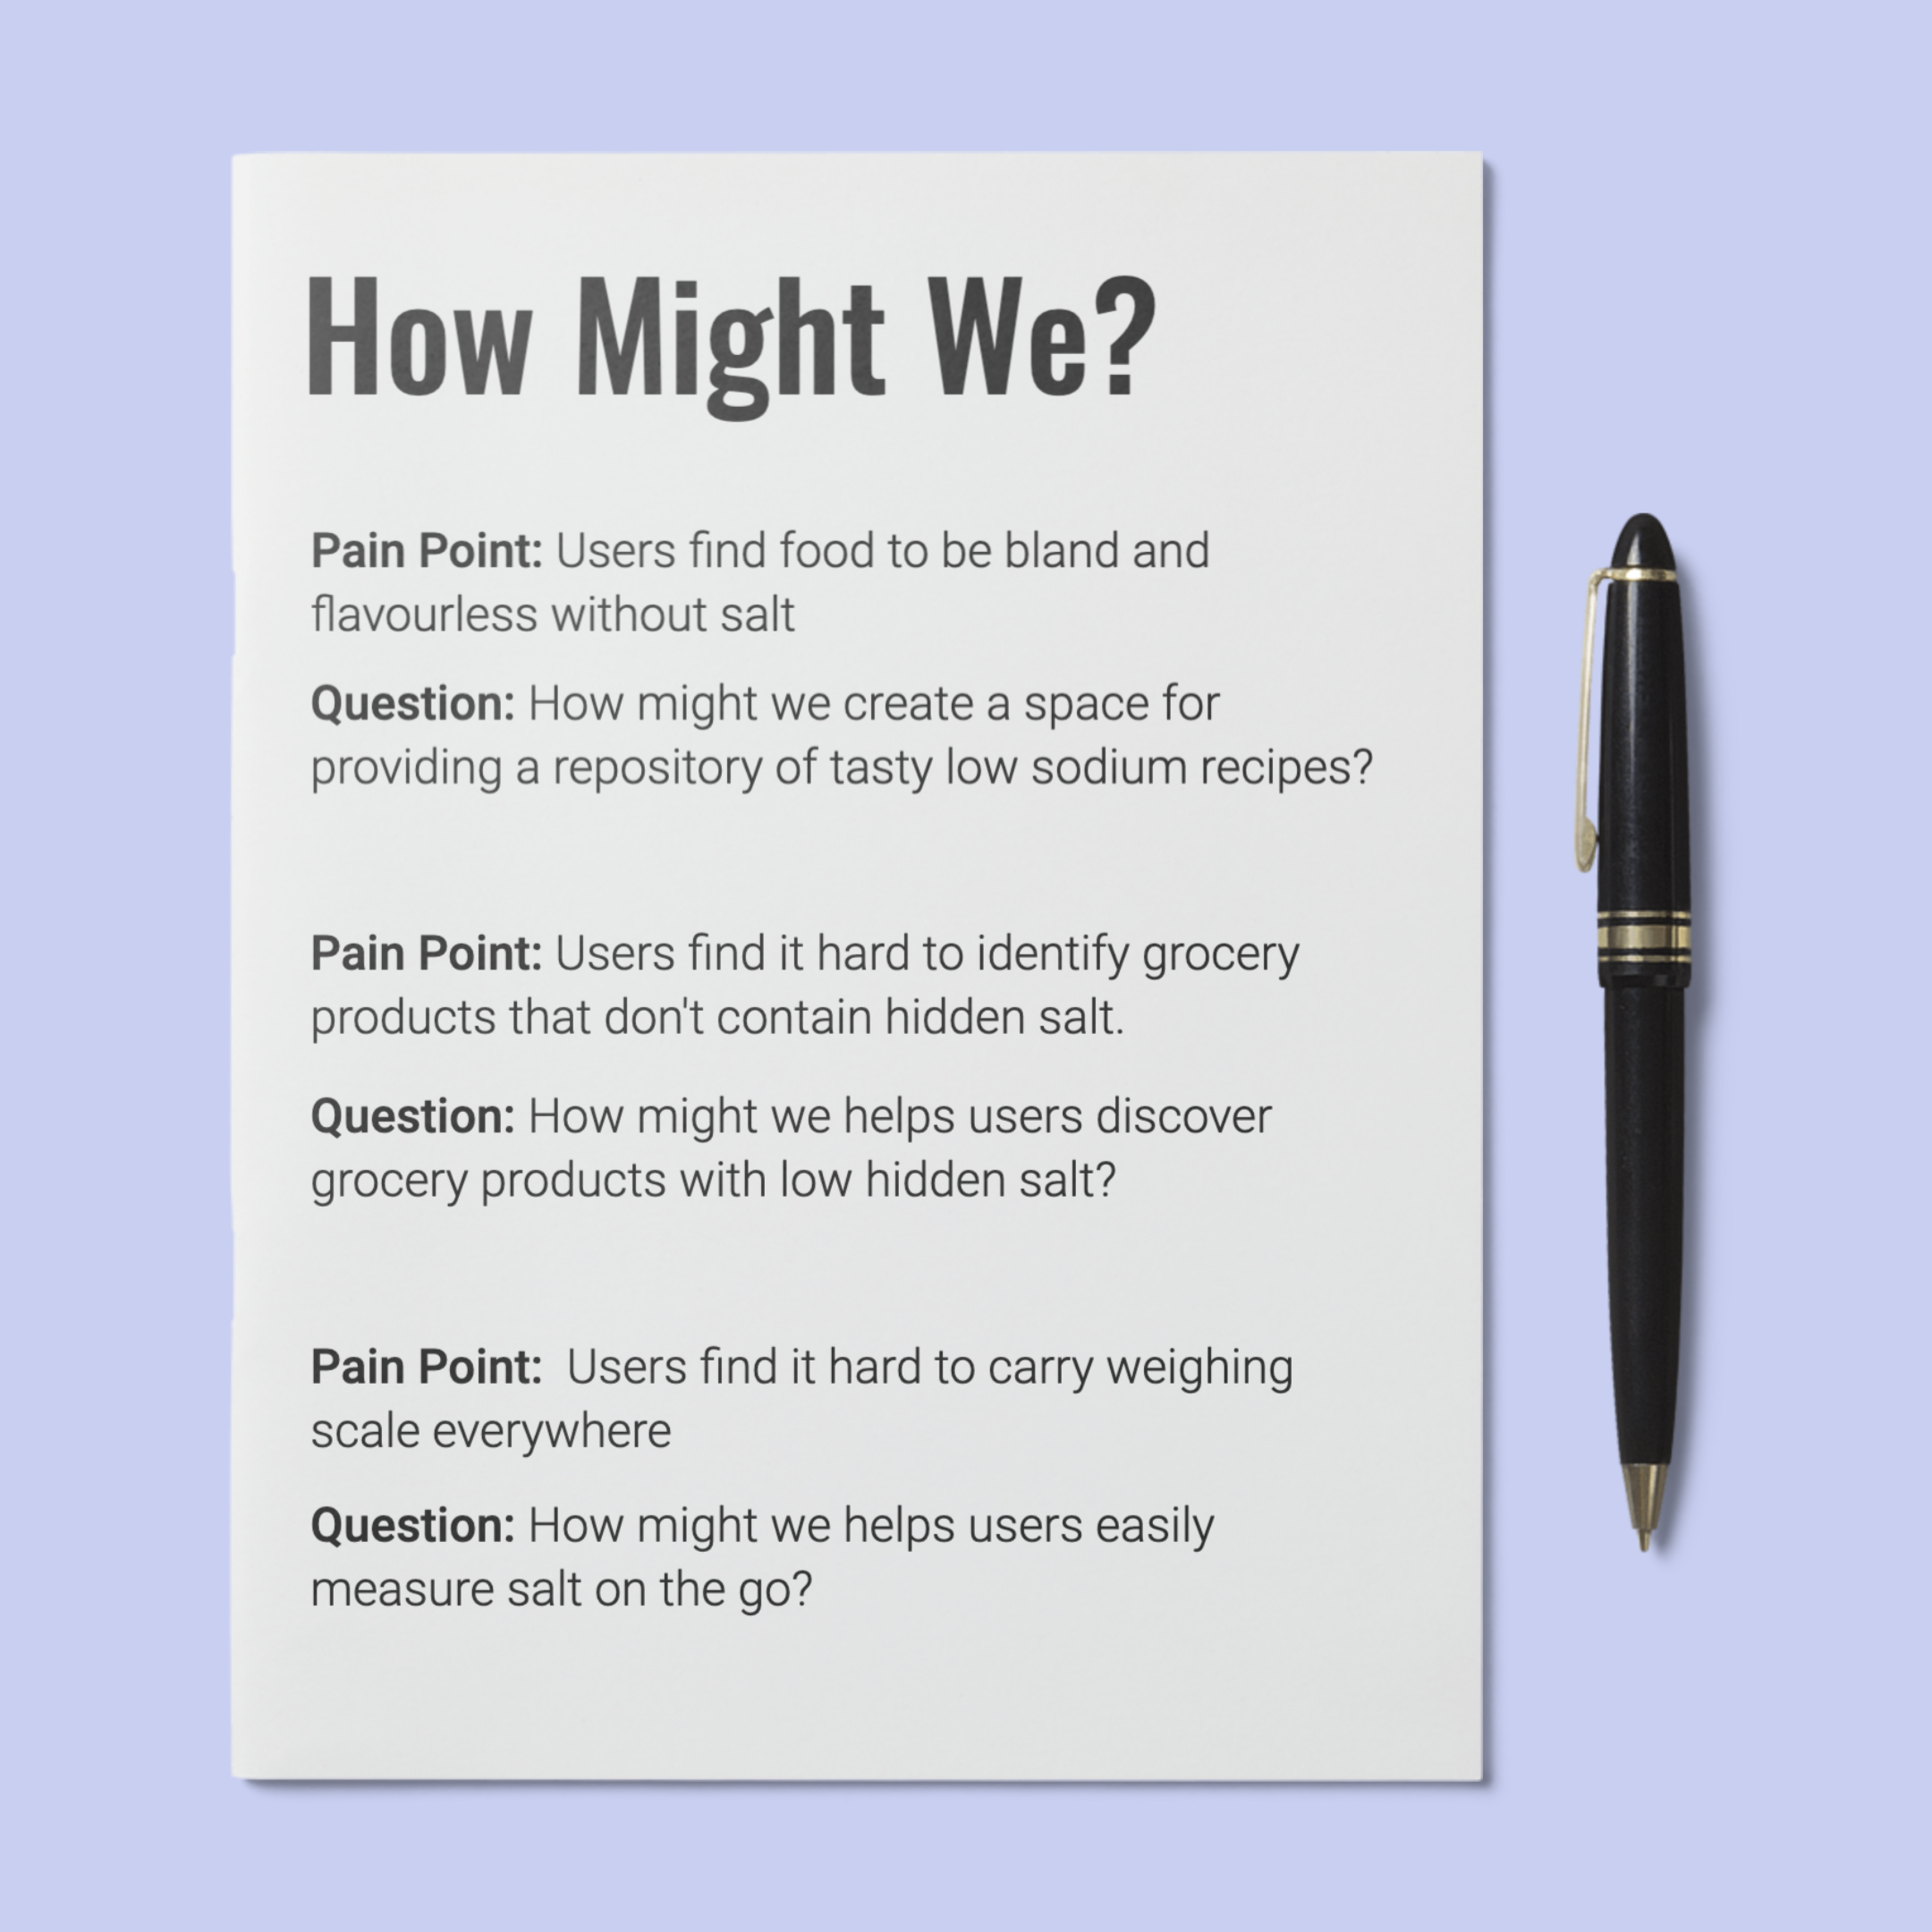 How Might We?
Pain Point: Users find food to be bland and
flavourless without salt
Question: How might we create a space for
providing a repository of tasty low sodium recipes?
Pain Point: Users find it hard to identify grocery
products that don't contain hidden salt.
Question: How might we helps users discover
grocery products with low hidden salt?
Pain Point:  Users find it hard to carry weighing
scale everywhere
Question: How might we helps users easily
measure salt on the go?